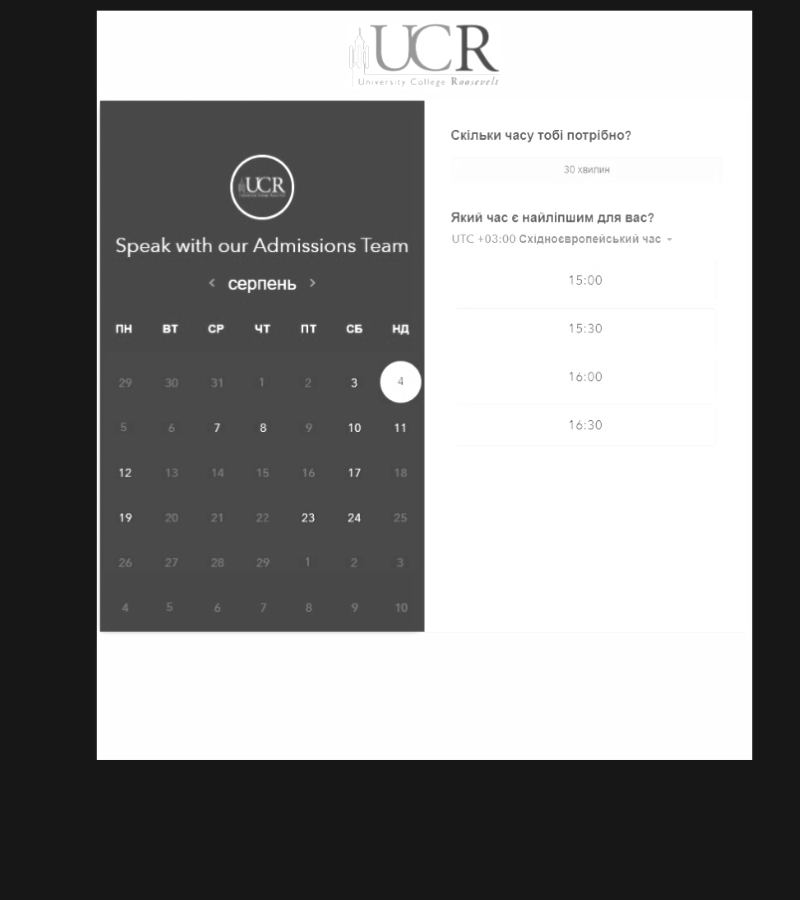 UCR
University College Roosevelt
UCR
Speak with our Admissions Team
< серпень >
ПН ВТ СР ЧТ ПТ СБ НД
29 30 31 1 2 3 4
5 6 7 8 9 10 11
12 13 14 15 16 17 18
19 20 21 22 23 24 25
26 27 28 29 1 2 3
4 5 6 7 8 9 10
Скільки часу тобі потрібно?
30 хвилин
Який час є найліпшим для вас?
UTC +03:00 Східноєвропейський час
15:00
15:30
16:00
16:30